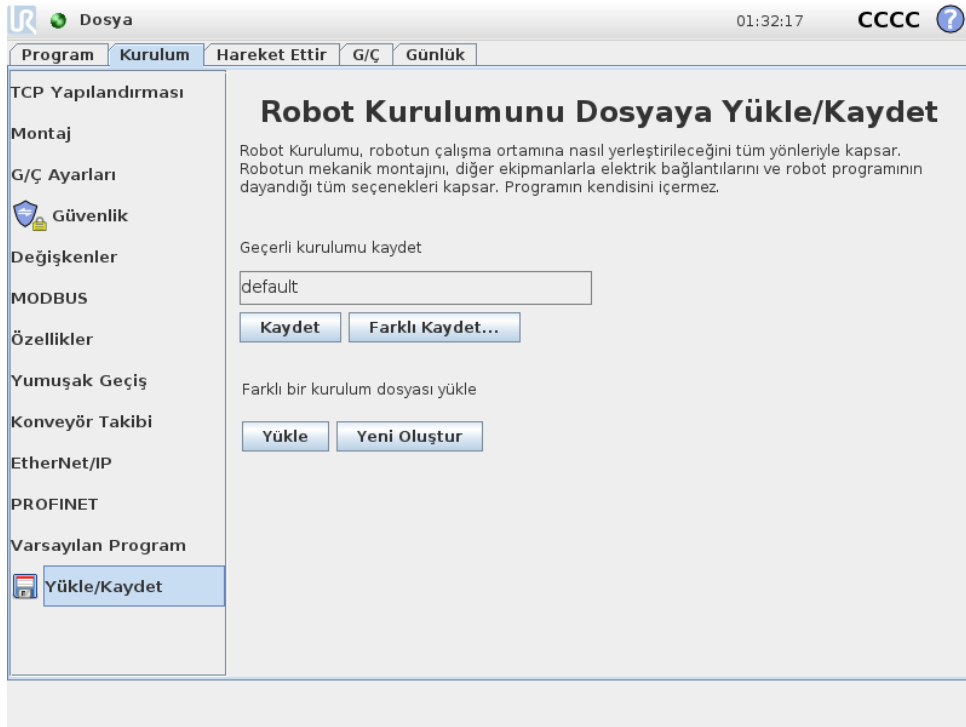 UR Dosya 01:32:17 CCCC ?
Program Kurulum Hareket Ettir G/Ç Günlük
TCP Yapılandırması
Montaj
G/Ç Ayarları
Güvenlik
Değişkenler
MODBUS
Özellikler
Yumuşak Geçiş
Konveyör Takibi
EtherNet/IP
PROFINET
Varsayılan Program
Yükle/Kaydet
Robot Kurulumunu Dosyaya Yükle/Kaydet
Robot Kurulumu, robotun çalışma ortamına nasıl yerleştirileceğini tüm yönleriyle kapsar.
Robotun mekanik montajını, diğer ekipmanlarla elektrik bağlantılarını ve robot programının
dayandığı tüm seçenekleri kapsar. Programın kendisini içermez.
Geçerli kurulumu kaydet
default
Kaydet Farklı Kaydet...
Farklı bir kurulum dosyası yükle
Yükle Yeni Oluştur